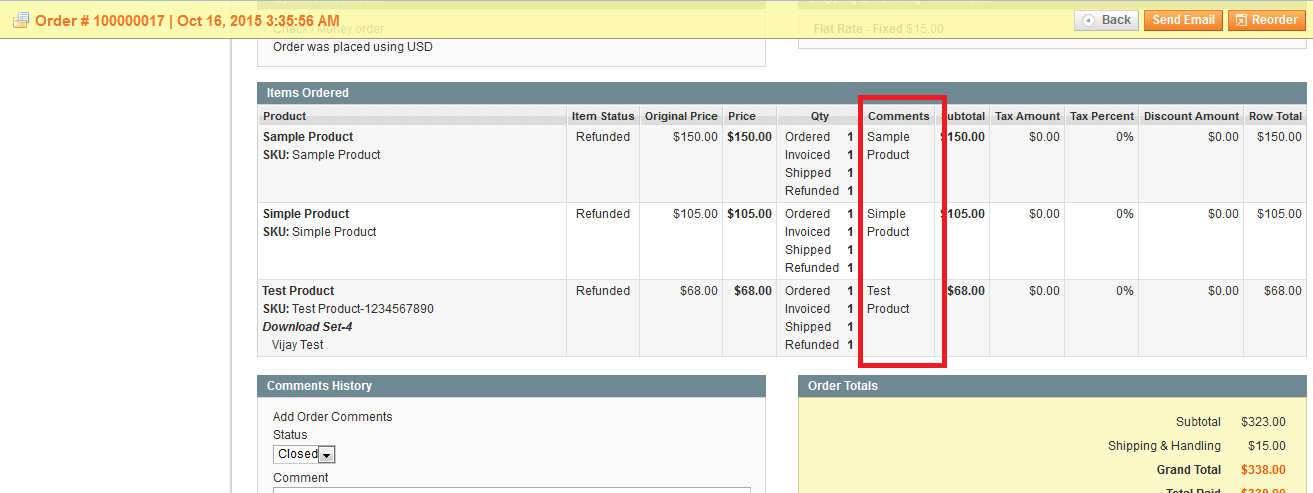 Order # 100000017 | Oct 16, 2015 3:35:56 AM
Back Send Email Reorder
Check / Money order
Flat Rate - Fixed $15.00
Order was placed using USD
Items Ordered
Product Item Status Original Price Price Qty Comments Subtotal Tax Amount Tax Percent Discount Amount Row Total
Sample Product Refunded $150.00 $150.00 Ordered 1 Sample $150.00 $0.00 0% $0.00 $150.00
SKU: Sample Product Invoiced 1 Product
Shipped 1
Refunded 1
Simple Product Refunded $105.00 $105.00 Ordered 1 Simple $105.00 $0.00 0% $0.00 $105.00
SKU: Simple Product Invoiced 1 Product
Shipped 1
Refunded 1
Test Product Refunded $68.00 $68.00 Ordered 1 Test $68.00 $0.00 0% $0.00 $68.00
SKU: Test Product-1234567890 Invoiced 1 Product
Download Set-4 Shipped 1
Vijay Test Refunded 1
Comments History
Order Totals
Add Order Comments
Status
Closed
Comment
Subtotal $323.00
Shipping & Handling $15.00
Grand Total $338.00
Total Paid $338.00